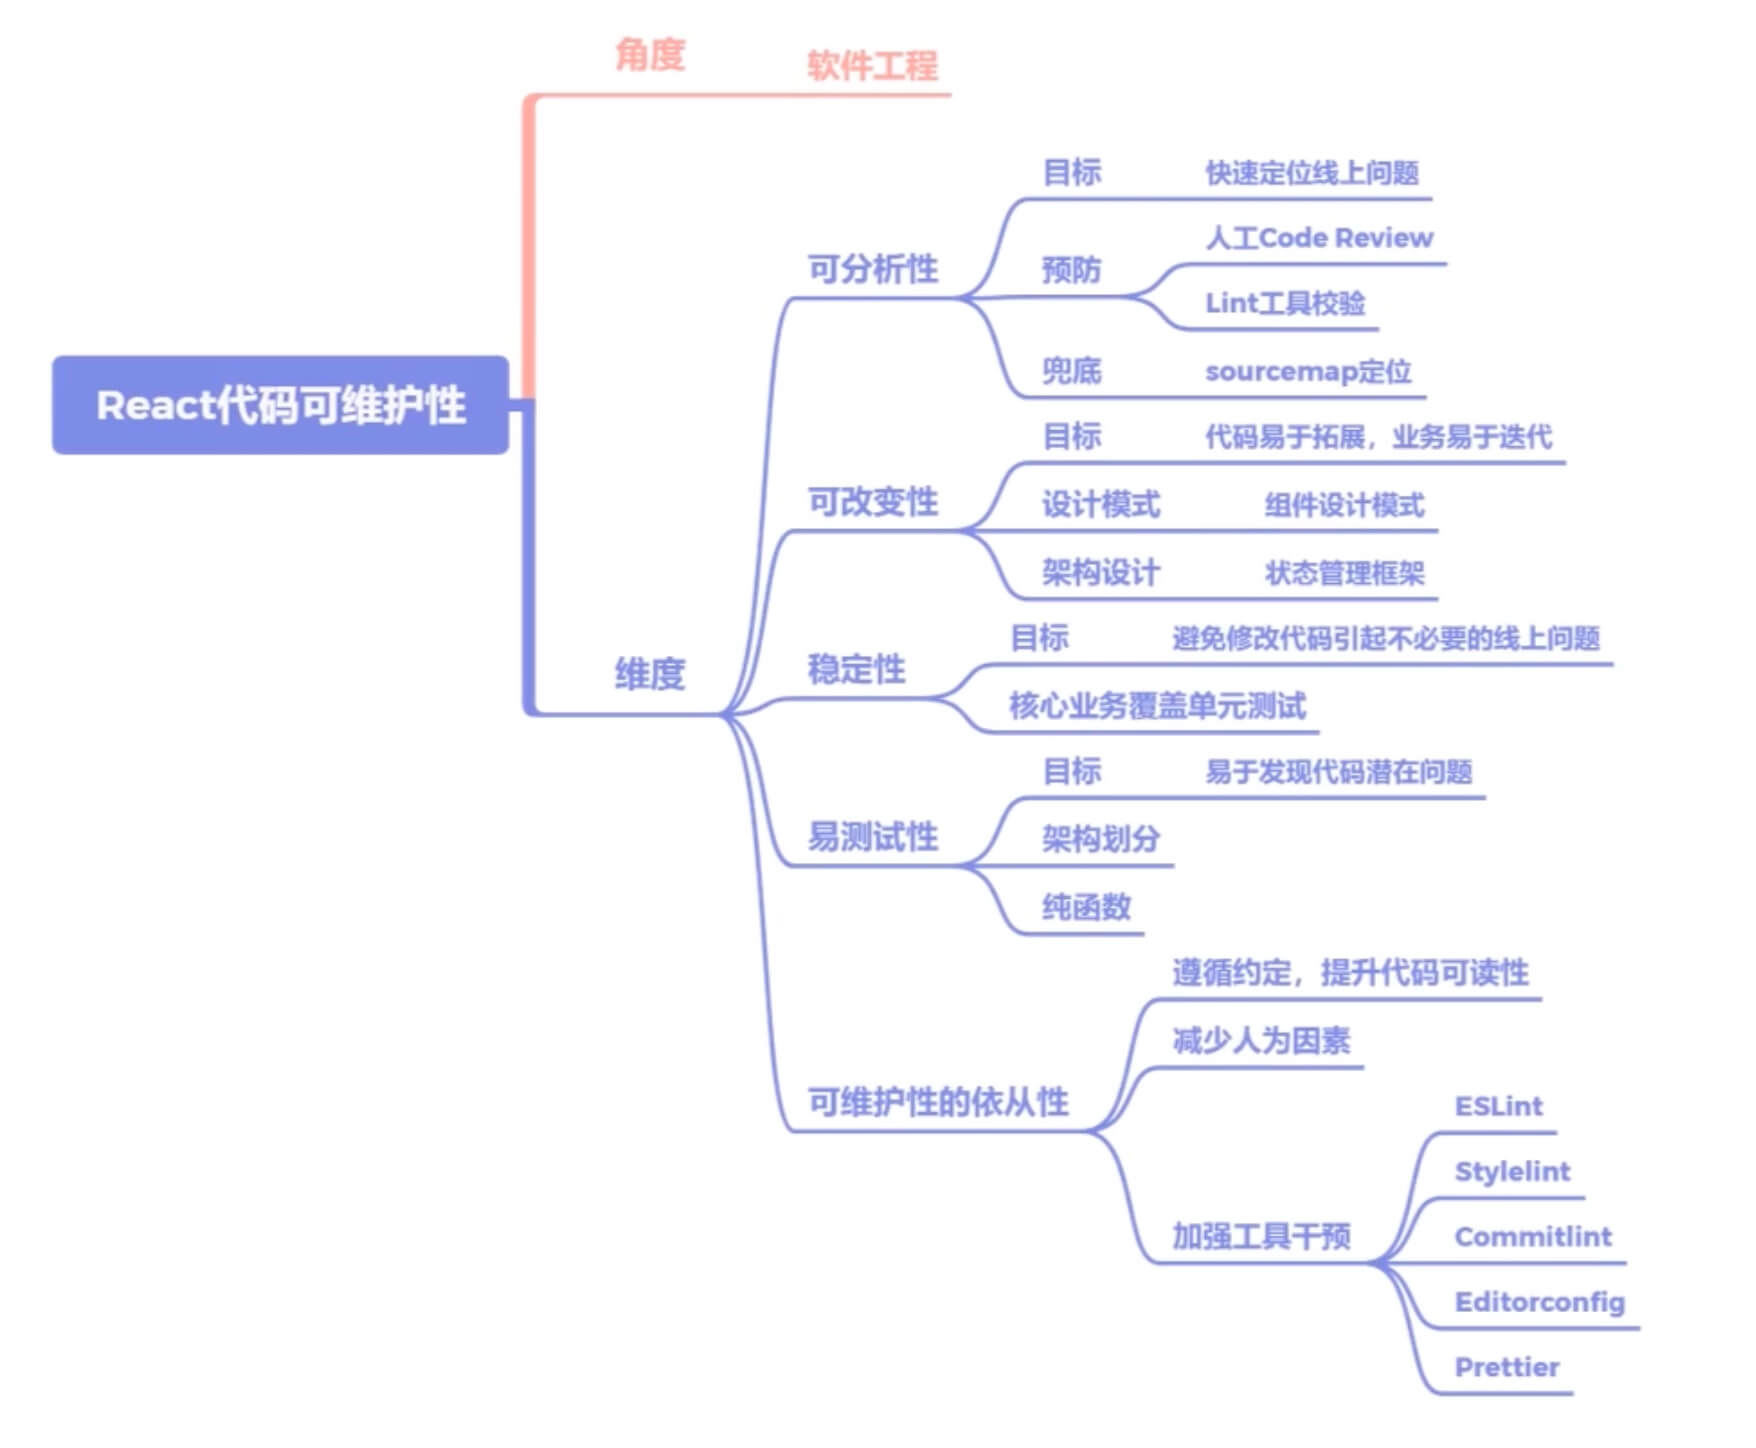 React代码可维护性
角度
软件工程
维度
可分析性
目标
快速定位线上问题
预防
人工Code Review
Lint工具校验
兜底
sourcemap定位
可改变性
目标
代码易于拓展，业务易于迭代
设计模式
组件设计模式
架构设计
状态管理框架
稳定性
目标
避免修改代码引起不必要的线上问题
核心业务覆盖单元测试
易测试性
目标
易于发现代码潜在问题
架构划分
纯函数
可维护性的依从性
遵循约定，提升代码可读性
减少人为因素
加强工具干预
ESLint
Stylelint
Commitlint
Editorconfig
Prettier